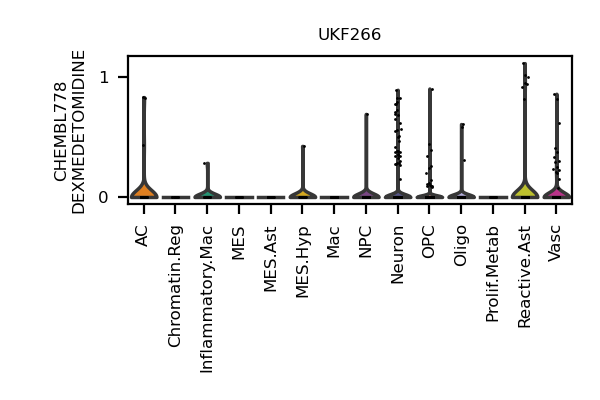 UKF266
CHEMBL778
DEXMEDETOMIDINE
1
0
AC
Chromatin.Reg
Inflammatory.Mac
MES
MES.Ast
MES.Hyp
Mac
NPC
Neuron
OPC
Oligo
Prolif.Metab
Reactive.Ast
Vasc